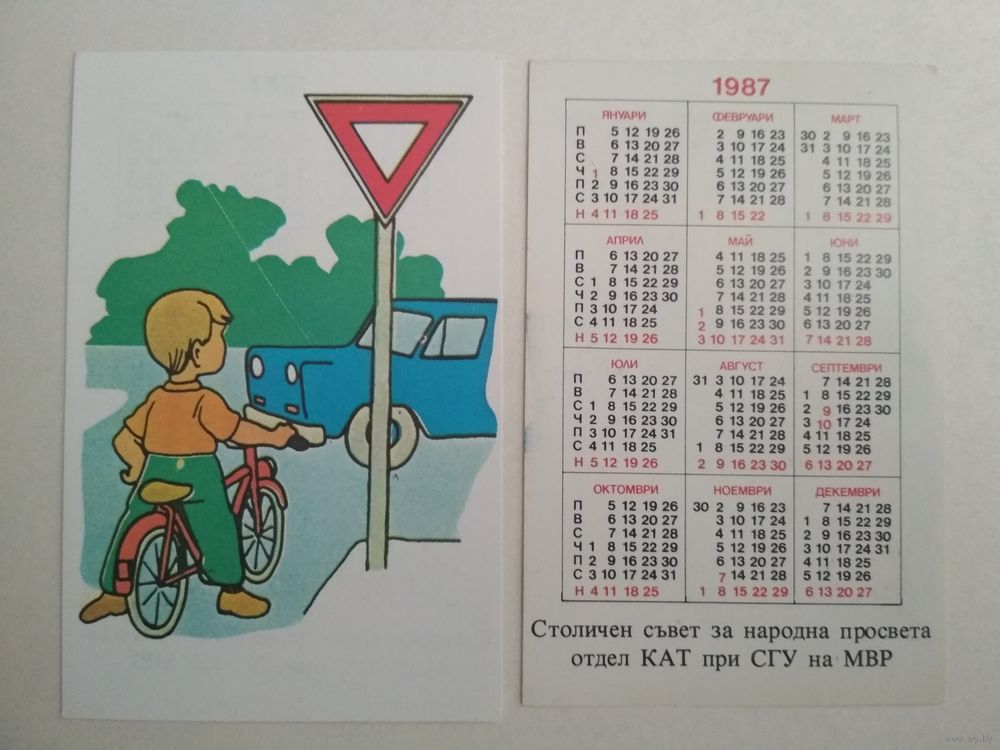 1987
ЯНУАРИ ФЕВРУАРИ МАРТ
П 5 12 19 26 2 9 16 23 30 2 9 16 23
В 6 13 20 27 3 10 17 24 31 3 10 17 24
С 7 14 21 28 4 11 18 25 4 11 18 25
Ч 1 8 15 22 29 5 12 19 26 5 12 19 26
П 2 9 16 23 30 6 13 20 27 6 13 20 27
С 3 10 17 24 31 7 14 21 28 7 14 21 28
Н 4 11 18 25 1 8 15 22 1 8 15 22 29
АПРИЛ МАЙ ЮНИ
П 6 13 20 27 4 11 18 25 1 8 15 22 29
В 7 14 21 28 5 12 19 26 2 9 16 23 30
С 1 8 15 22 29 6 13 20 27 3 10 17 24
Ч 2 9 16 23 30 7 14 21 28 4 11 18 25
П 3 10 17 24 1 8 15 22 29 5 12 19 26
С 4 11 18 25 2 9 16 23 30 6 13 20 27
Н 5 12 19 26 3 10 17 24 31 7 14 21 28
ЮЛИ АВГУСТ СЕПТЕМВРИ
П 6 13 20 27 31 3 10 17 24 7 14 21 28
В 7 14 21 28 4 11 18 25 1 8 15 22 29
С 1 8 15 22 29 5 12 19 26 2 9 16 23 30
Ч 2 9 16 23 30 6 13 20 27 3 10 17 24
П 3 10 17 24 31 7 14 21 28 4 11 18 25
С 4 11 18 25 1 8 15 22 29 5 12 19 26
Н 5 12 19 26 2 9 16 23 30 6 13 20 27
ОКТОМВРИ НОЕМВРИ ДЕКЕМВРИ
П 5 12 19 26 30 2 9 16 23 7 14 21 28
В 6 13 20 27 3 10 17 24 1 8 15 22 29
С 7 14 21 28 4 11 18 25 2 9 16 23 30
Ч 1 8 15 22 29 5 12 19 26 3 10 17 24 31
П 2 9 16 23 30 6 13 20 27 4 11 18 25
С 3 10 17 24 31 7 14 21 28 5 12 19 26
Н 4 11 18 25 1 8 15 22 29 6 13 20 27
Столичен съвет за народна просвета
отдел КАТ при СГУ на МВР
www.ay.by